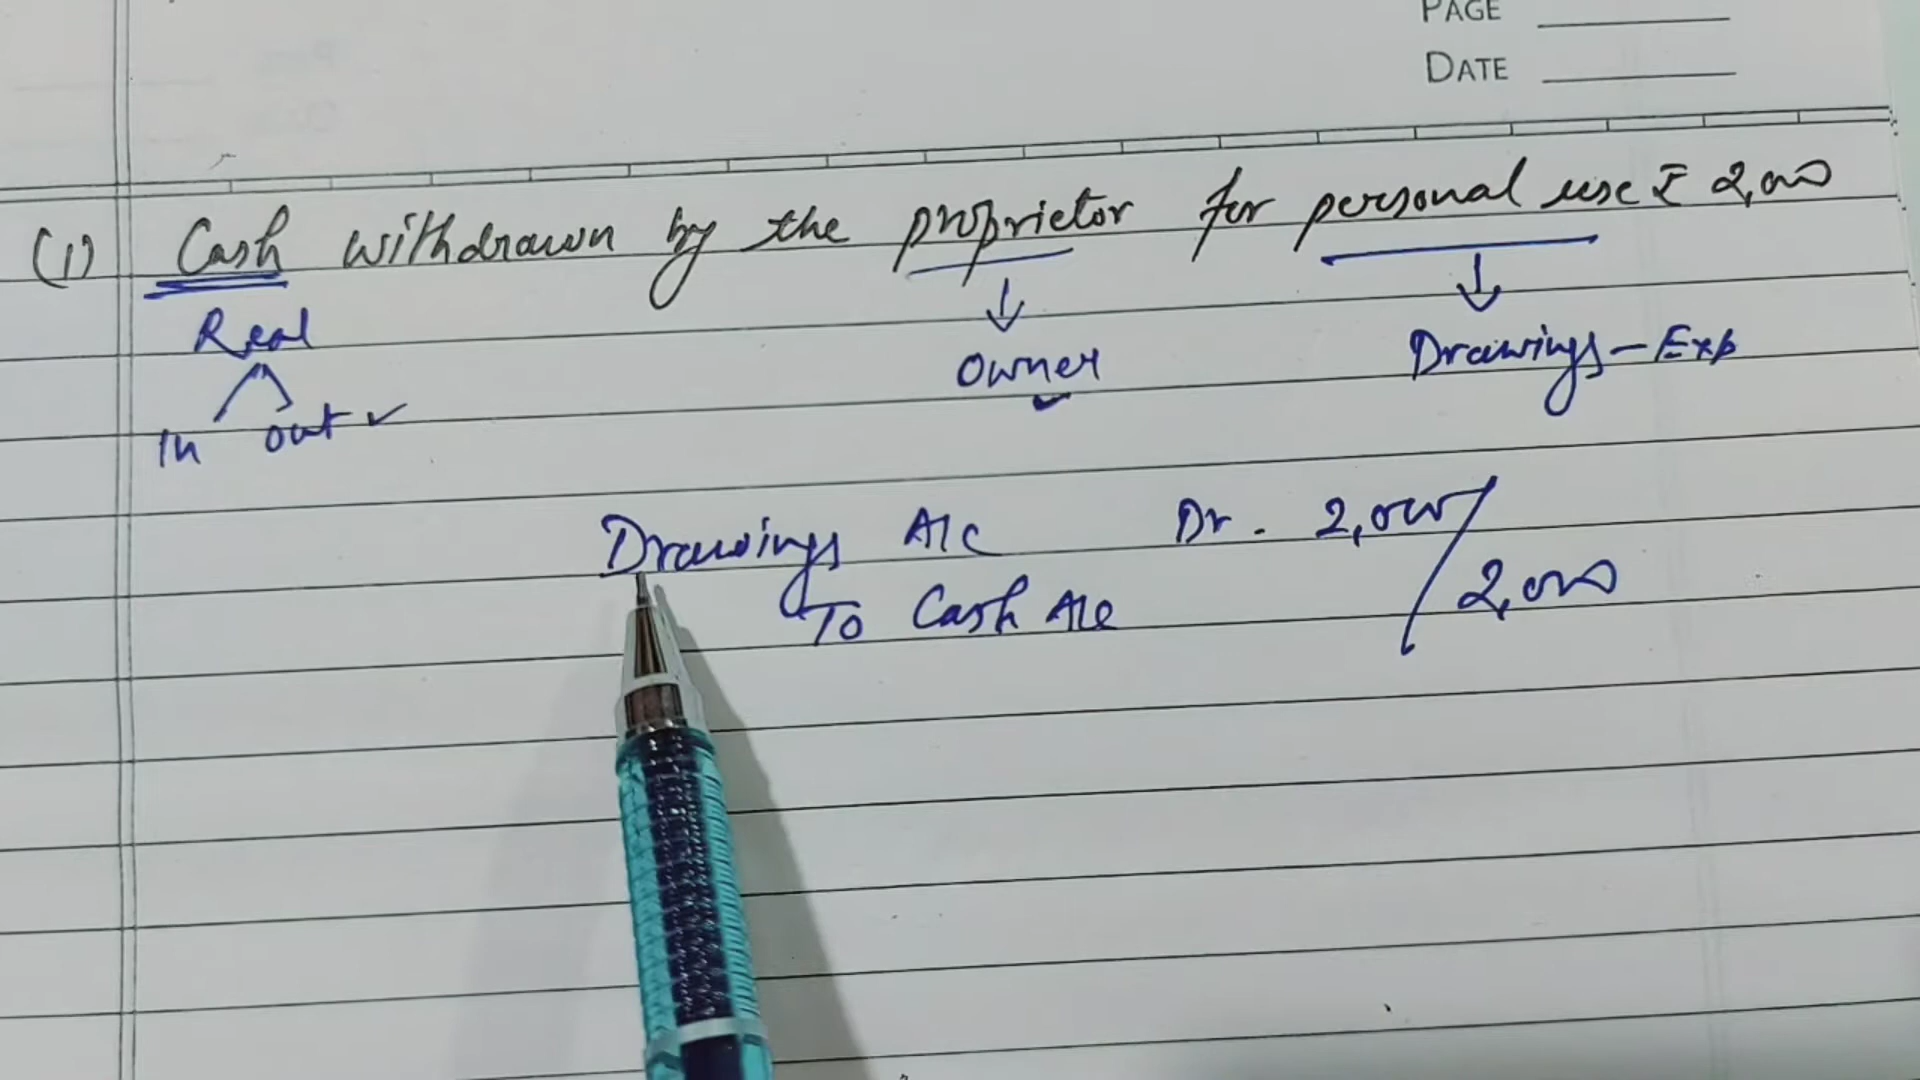 PAGE
DATE
(1) Cash withdrawn by the proprietor for personal use ₹ 2,000
Real
In out ✓
Owner
Drawings - Exp
Drawings A/c Dr. 2,000
To Cash A/c 2,000